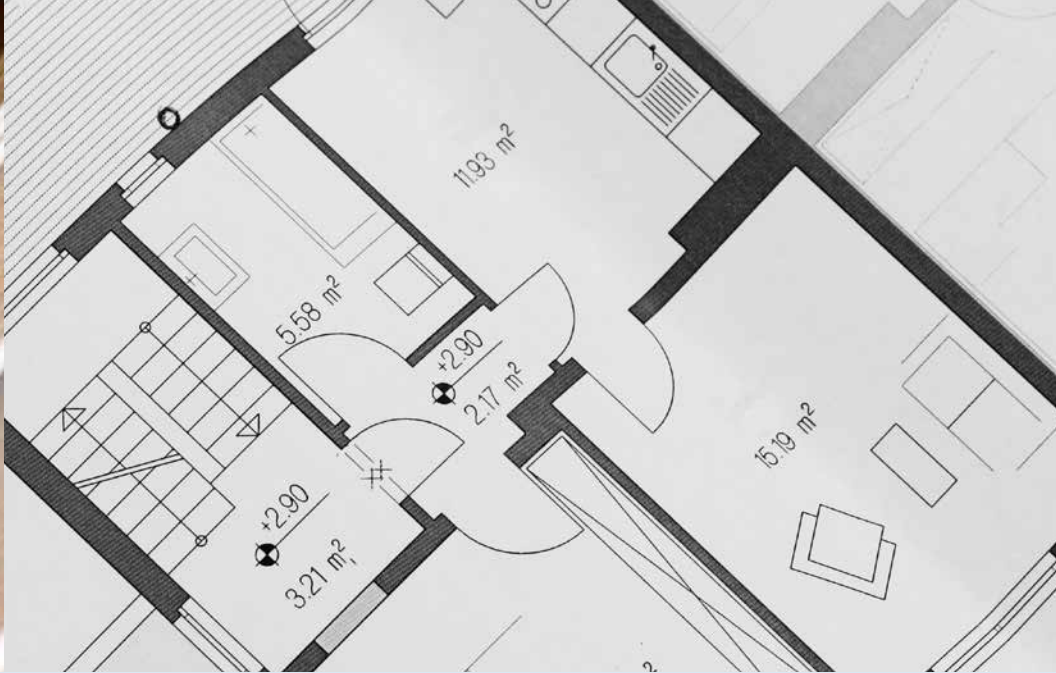 11.93 m²
5.58 m²
+2.90
2.17 m²
15.19 m²
+2.90
3.21 m²
²